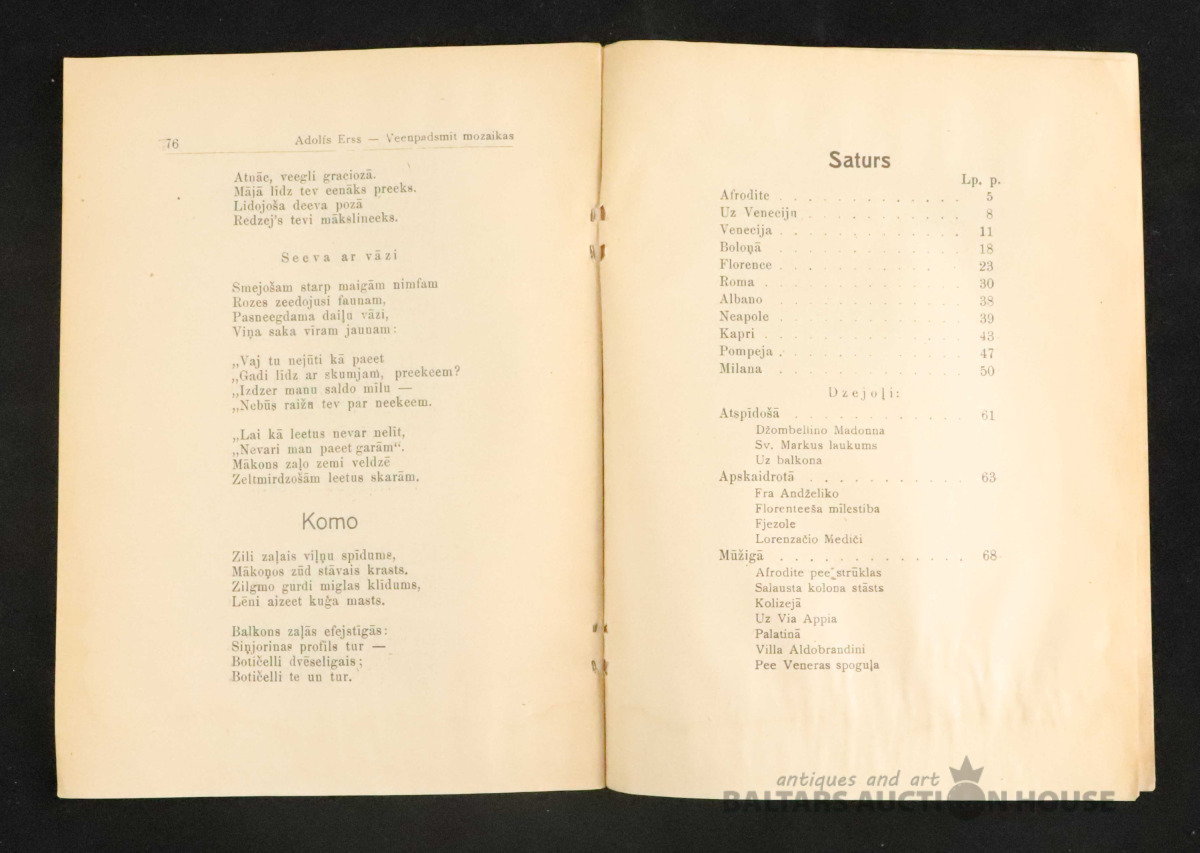 76
Adolfs Erss — Veenpadsmit mozaikas
Atnāc, veegli graciozā.
Mājā līdz tev eenāks preeks.
Lidojoša deeva pozā
Redzej's tevi mākslineeks.
Seeva ar vāzi
Smejošam starp maigām nimfam
Rozes zeedojusi faunam,
Pasneegdama daiļu vāzi,
Viņa saka viram jaunam:
„Vaj tu nejūti kā paeet
„Gadi līdz ar skumjam, preekeem?
„Izdzer manu saldo mīlu —
„Nebūs raižu tev par neekeem.
„Lai kā leetus nevar nelīt,
„Nevari man paeet garām“.
Mākons zaļo zemi veldzē
Zeltmirdzošām leetus skarām.
Komo
Zili zaļais viļņu spīdums,
Mākoņos zūd stāvais krasts.
Zilgmo gurdi miglas klīdums,
Lēni aizeet kuģa masts.
Balkons zaļās efejstīgās:
Siņjorinas profils tur —
Botičelli dvēseligais;
Botičelli te un tur.
Saturs
Lp. p.
Afrodite . . . . . . . . . . . . . 5
Uz Veneciju . . . . . . . . . . . 8
Venecija . . . . . . . . . . . . . 11
Boloņā . . . . . . . . . . . . . 18
Florence . . . . . . . . . . . . 23
Roma . . . . . . . . . . . . . . 30
Albano . . . . . . . . . . . . . 38
Neapole . . . . . . . . . . . . . 39
Kapri . . . . . . . . . . . . . . 43
Pompeja . . . . . . . . . . . . . 47
Milana . . . . . . . . . . . . . 50
Dzejoļi:
Atspīdošā . . . . . . . . . . . . 61
Džombellino Madonna
Sv. Markus laukums
Uz balkona
Apskaidrotā . . . . . . . . . . . 63
Fra Andželiko
Florenteeša mīlestiba
Fjezole
Lorenzačio Mediči
Mūžigā . . . . . . . . . . . . . 68
Afrodite pee strūklas
Salausta kolona stāsts
Kolizejā
Uz Via Appia
Palatinā
Villa Aldobrandini
Pee Veneras spoguļa
antiques and art
BALTARS AUCTION HOUSE